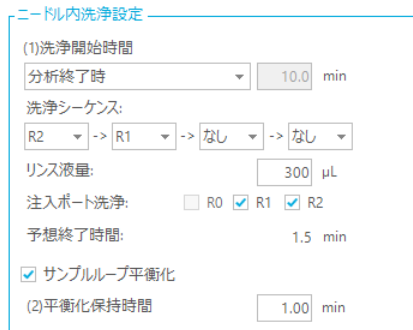 ニードル内洗浄設定
(1)洗浄開始時間
分析終了時 10.0 min
洗浄シーケンス:
R2 -> R1 -> なし -> なし
リンス液量: 300 µL
注入ポート洗浄: R0 R1 R2
予想終了時間: 1.5 min
サンプルループ平衡化
(2)平衡化保持時間 1.00 min